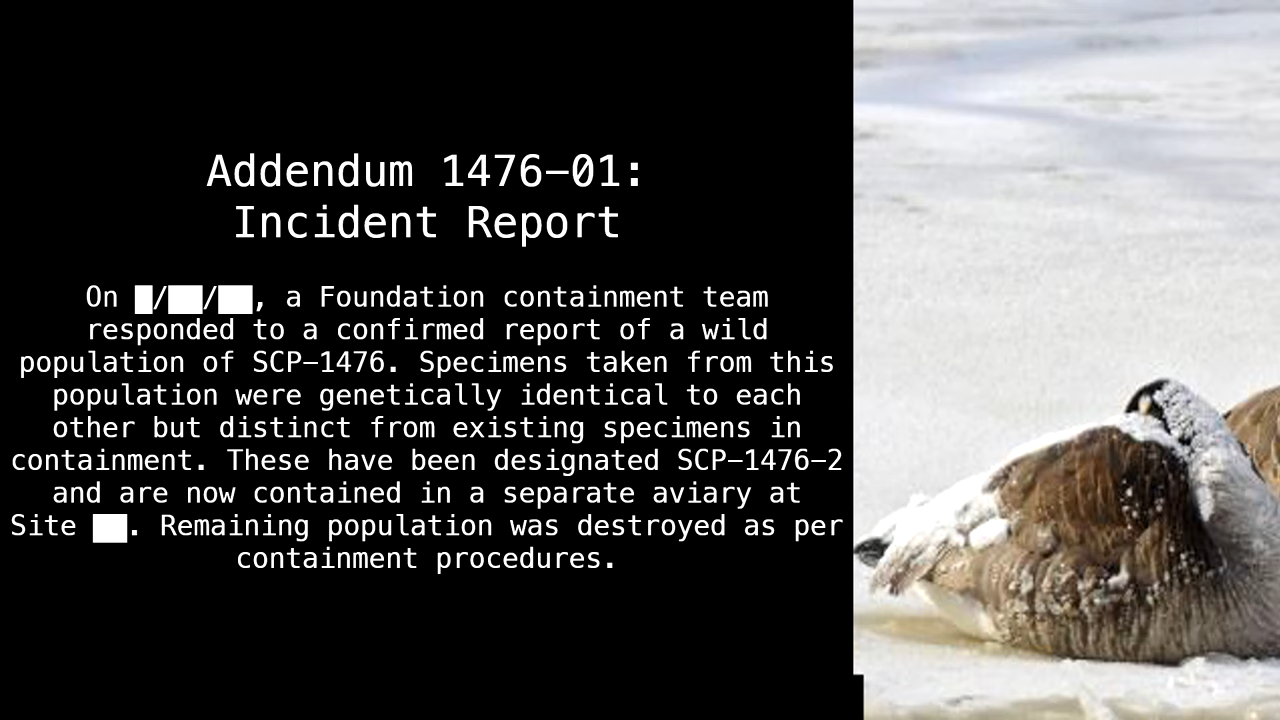 Addendum 1476–01:
Incident Report
On █/██/██, a Foundation containment team
responded to a confirmed report of a wild
population of SCP–1476. Specimens taken from this
population were genetically identical to each
other but distinct from existing specimens in
containment. These have been designated SCP–1476–2
and are now contained in a separate aviary at
Site ██. Remaining population was destroyed as per
containment procedures.